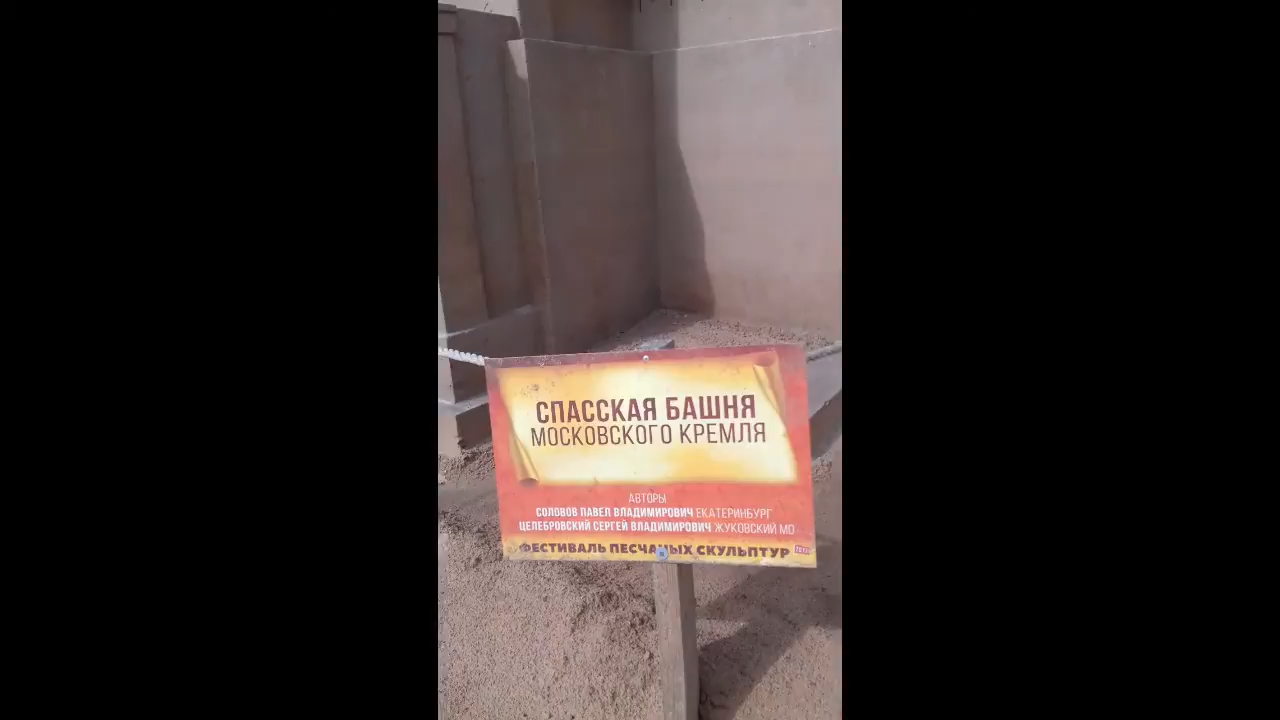 СПАССКАЯ БАШНЯ
МОСКОВСКОГО КРЕМЛЯ
АВТОРЫ
СОЛОВОВ ПАВЕЛ ВЛАДИМИРОВИЧ ЕКАТЕРИНБУРГ
ЦЕЛЕБРОВСКИЙ СЕРГЕЙ ВЛАДИМИРОВИЧ ЖУКОВСКИЙ МО
ФЕСТИВАЛЬ ПЕСЧАНЫХ СКУЛЬПТУР